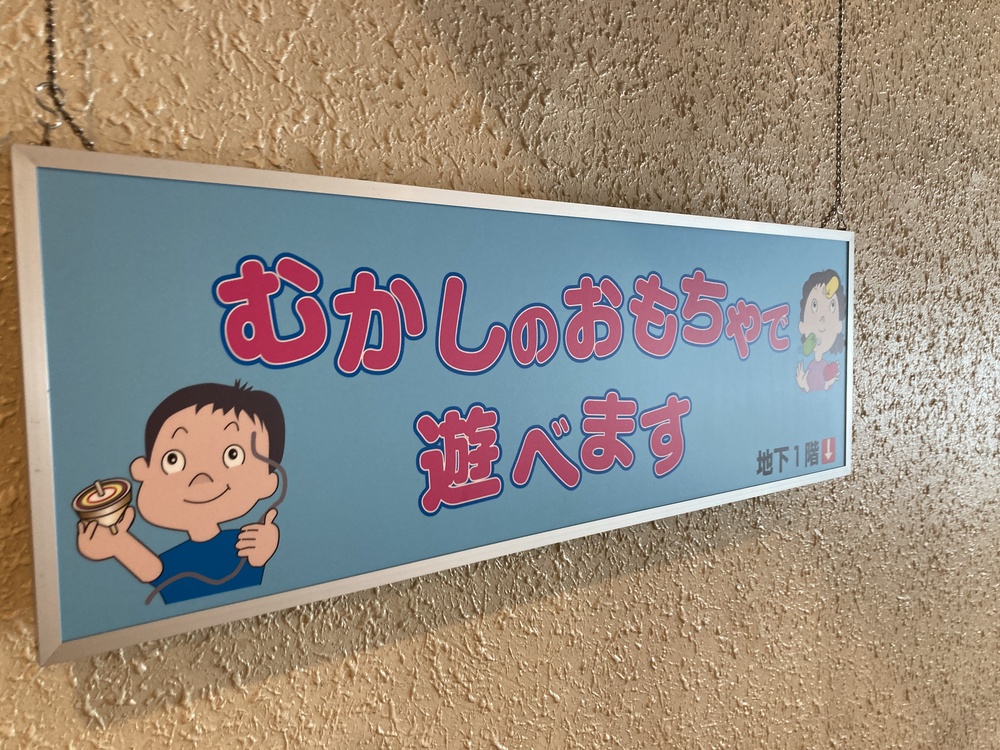 むかしのおもちゃで
遊べます
地下1階↓